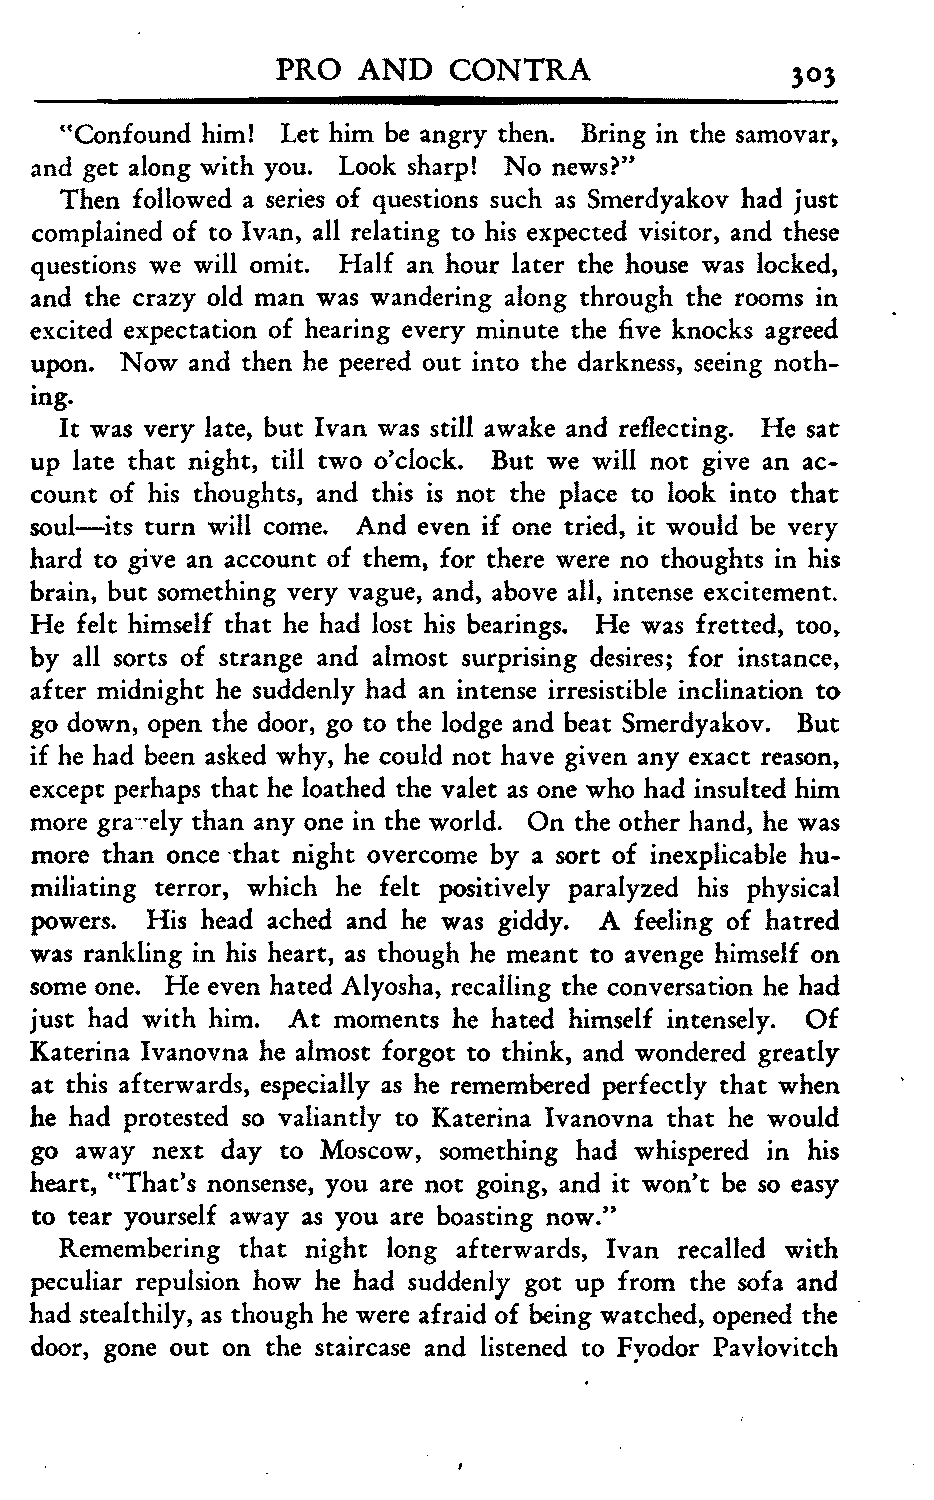 PRO AND CONTRA 303
"Confound him! Let him be angry then. Bring in the samovar,
and get along with you. Look sharp! No news?"
Then followed a series of questions such as Smerdyakov had just
complained of to Ivan, all relating to his expected visitor, and these
questions we will omit. Half an hour later the house was locked,
and the crazy old man was wandering along through the rooms in
excited expectation of hearing every minute the five knocks agreed
upon. Now and then he peered out into the darkness, seeing noth-
ing.
It was very late, but Ivan was still awake and reflecting. He sat
up late that night, till two o'clock. But we will not give an ac-
count of his thoughts, and this is not the place to look into that
soul—its turn will come. And even if one tried, it would be very
hard to give an account of them, for there were no thoughts in his
brain, but something very vague, and, above all, intense excitement.
He felt himself that he had lost his bearings. He was fretted, too,
by all sorts of strange and almost surprising desires; for instance,
after midnight he suddenly had an intense irresistible inclination to
go down, open the door, go to the lodge and beat Smerdyakov. But
if he had been asked why, he could not have given any exact reason,
except perhaps that he loathed the valet as one who had insulted him
more gravely than any one in the world. On the other hand, he was
more than once that night overcome by a sort of inexplicable hu-
miliating terror, which he felt positively paralyzed his physical
powers. His head ached and he was giddy. A feeling of hatred
was rankling in his heart, as though he meant to avenge himself on
some one. He even hated Alyosha, recalling the conversation he had
just had with him. At moments he hated himself intensely. Of
Katerina Ivanovna he almost forgot to think, and wondered greatly
at this afterwards, especially as he remembered perfectly that when
he had protested so valiantly to Katerina Ivanovna that he would
go away next day to Moscow, something had whispered in his
heart, "That's nonsense, you are not going, and it won't be so easy
to tear yourself away as you are boasting now."
Remembering that night long afterwards, Ivan recalled with
peculiar repulsion how he had suddenly got up from the sofa and
had stealthily, as though he were afraid of being watched, opened the
door, gone out on the staircase and listened to Fyodor Pavlovitch